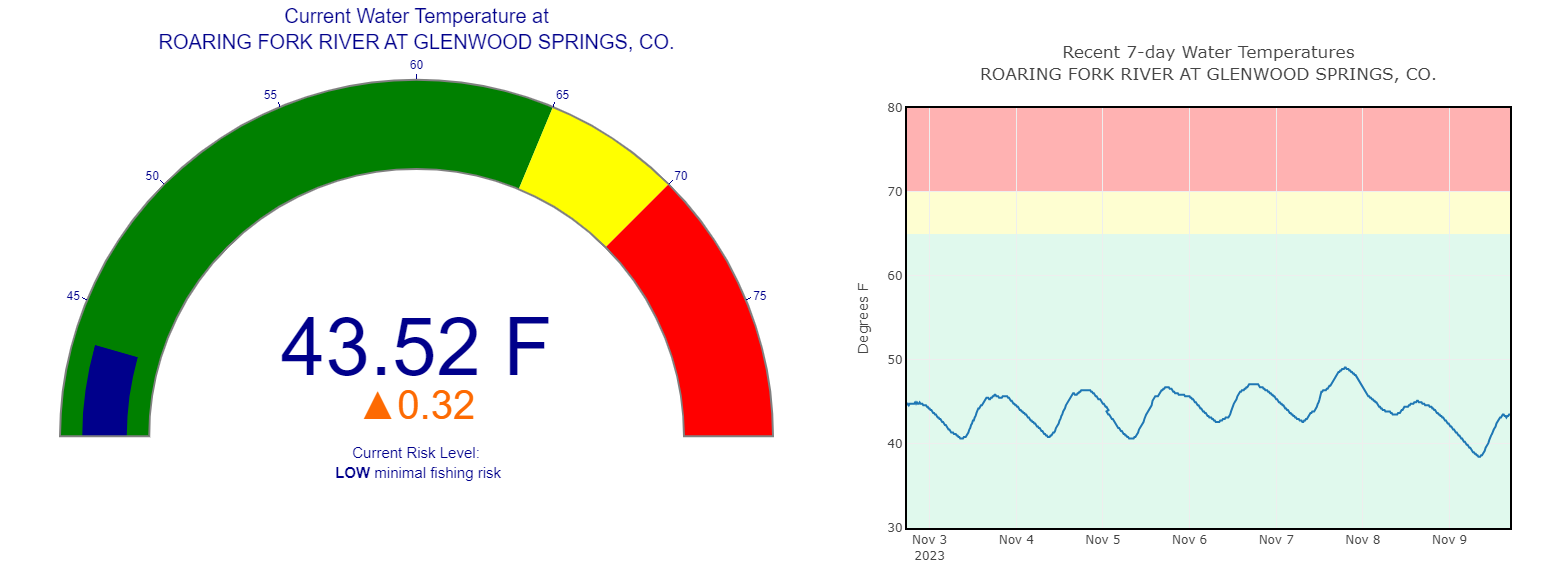 Current Water Temperature at
ROARING FORK RIVER AT GLENWOOD SPRINGS, CO.
60
55
65
50
70
45
75
43.52 F
▲0.32
Current Risk Level:
LOW minimal fishing risk
Recent 7-day Water Temperatures
ROARING FORK RIVER AT GLENWOOD SPRINGS, CO.
80
70
60
50
40
30
Degrees F
Nov 3 Nov 4 Nov 5 Nov 6 Nov 7 Nov 8 Nov 9
2023